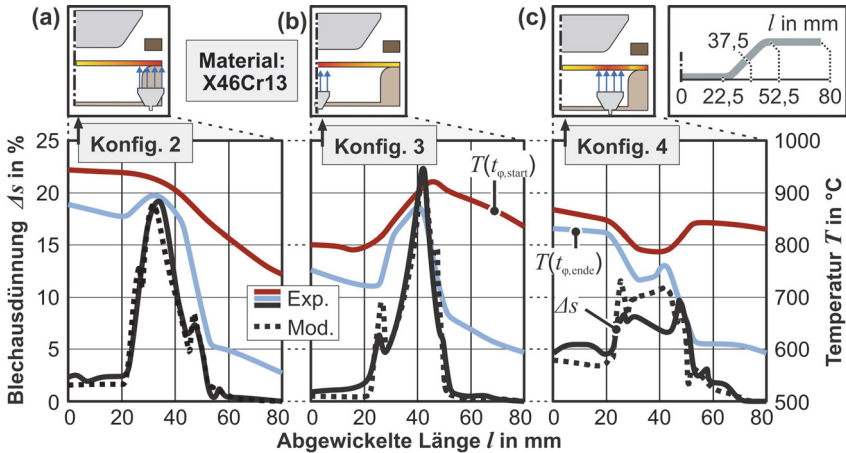 (a)
Material:
X46Cr13
(b)
(c)
l in mm
37,5
0 22,5 52,5 80
Konfig. 2
Konfig. 3
Konfig. 4
Blechausdünnung Δs in %
25
20
15
10
5
0
T(tφ,start)
T(tφ,ende)
Δs
Exp.
Mod.
1000
900
800
700
600
500
Temperatur T in °C
0 20 40 60 80
0 20 40 60 80
0 20 40 60 80
Abgewickelte Länge l in mm